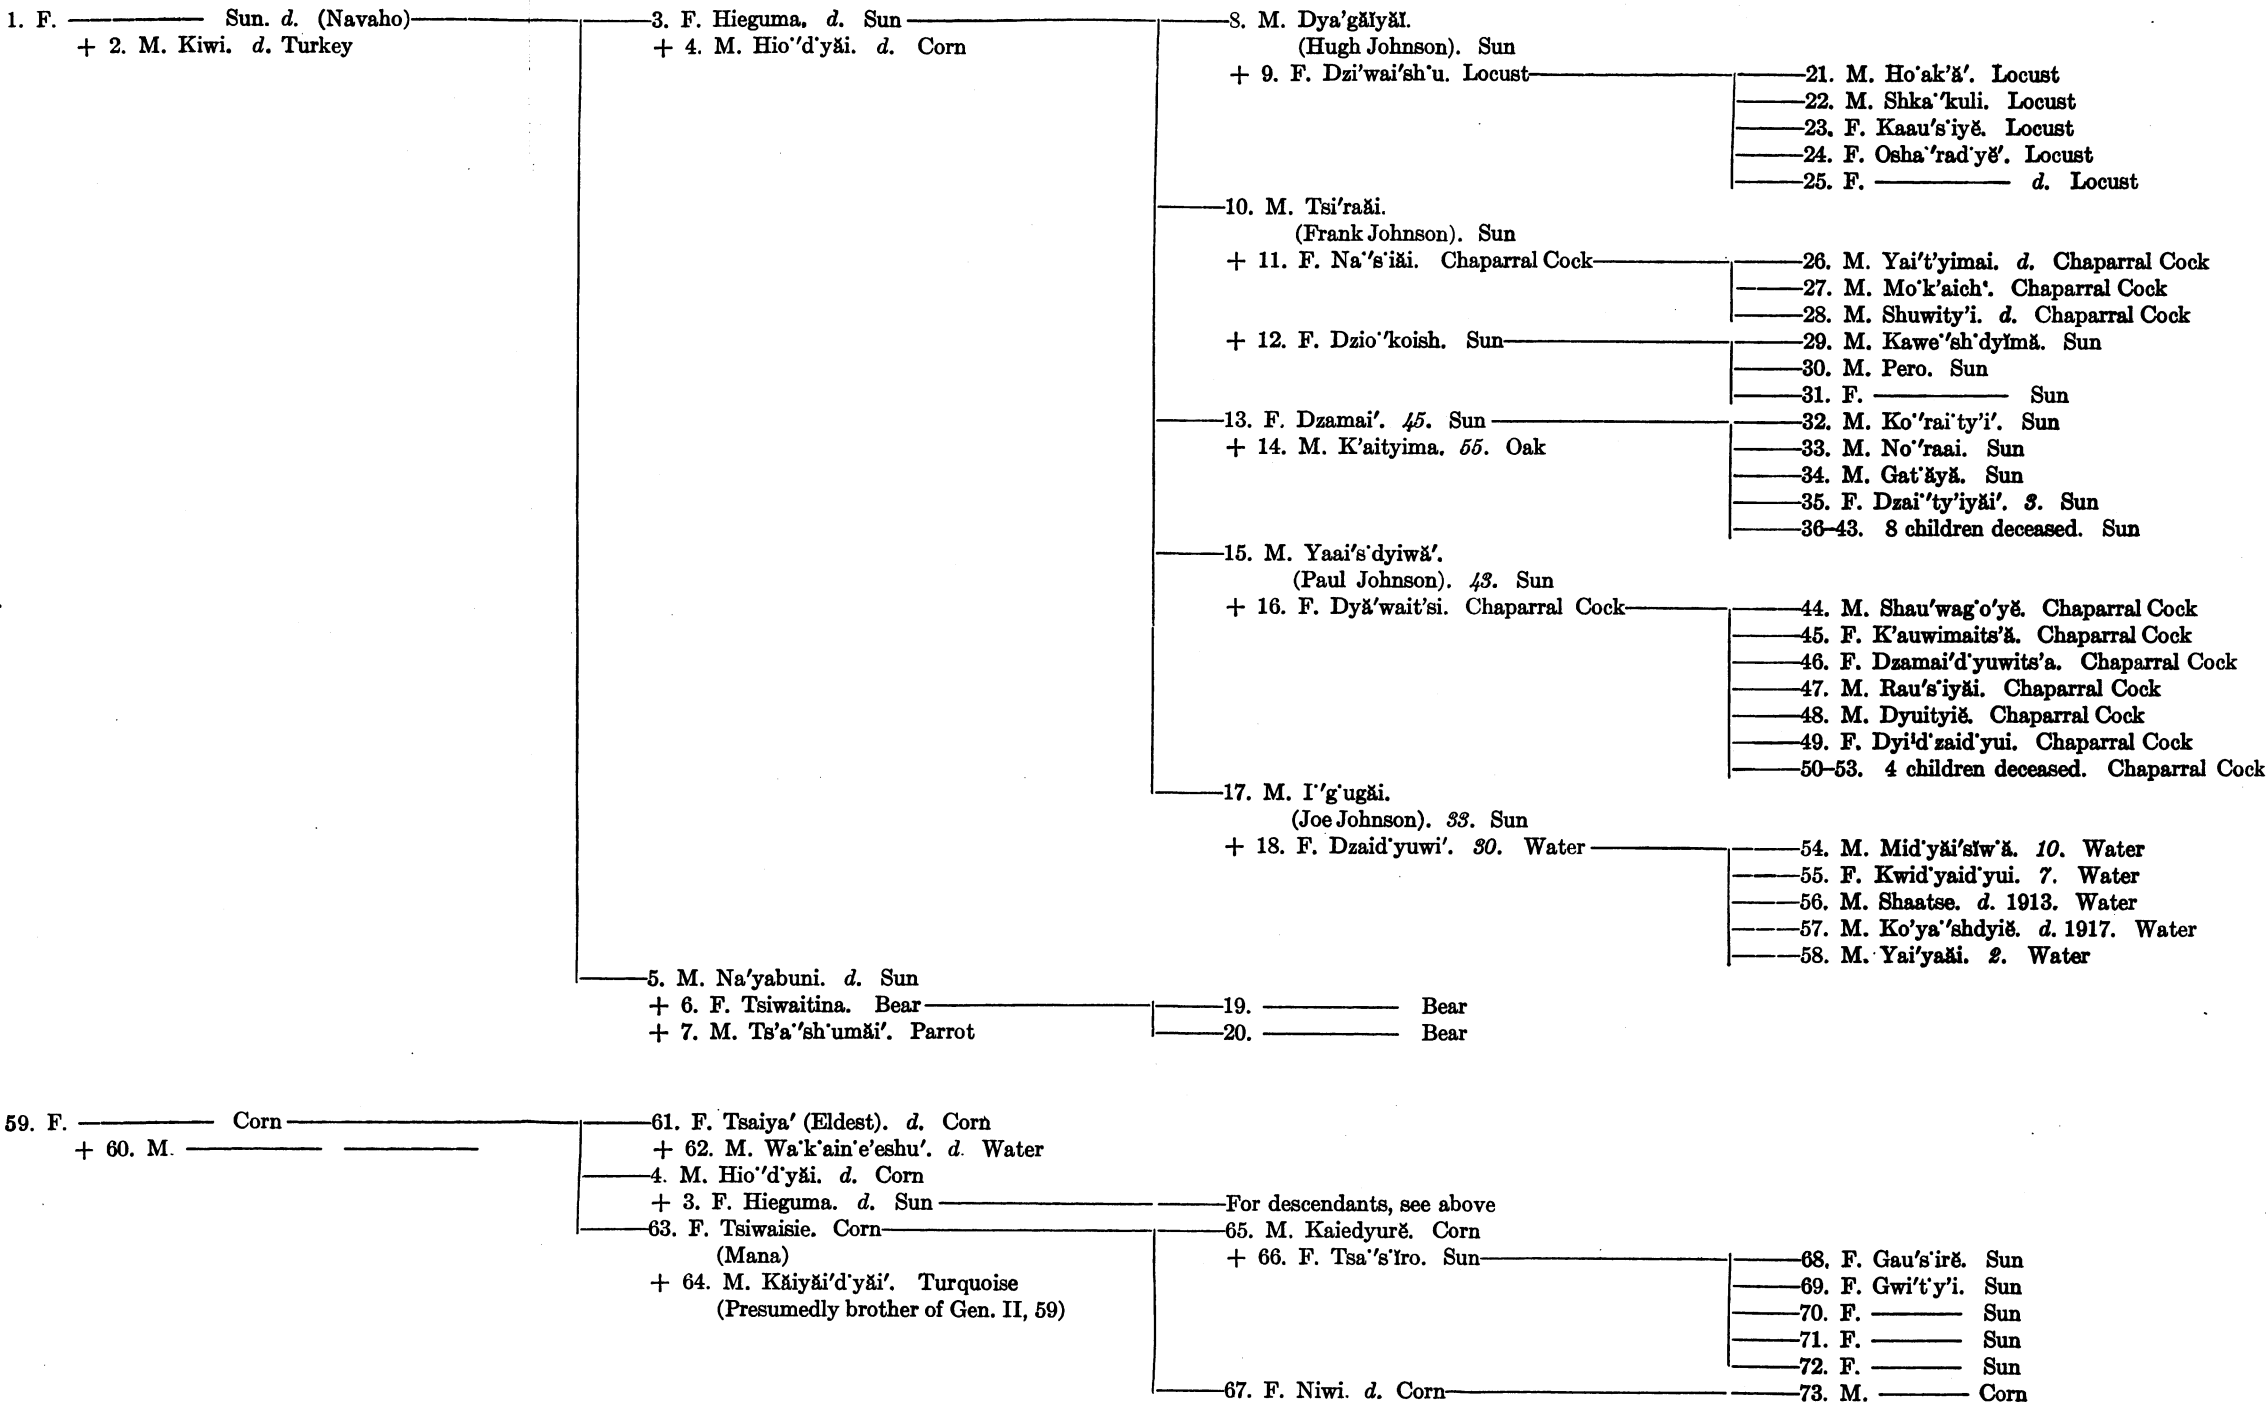 1. F. ——— Sun. d. (Navaho)
+ 2. M. Kiwi. d. Turkey
3. F. Hieguma. d. Sun
+ 4. M. Hio˙′d˙yăi. d. Corn
8. M. Dya’găĭyăĭ.
(Hugh Johnson). Sun
+ 9. F. Dzi’wai′sh˙u. Locust
21. M. Ho˙ak’ă′. Locust
22. M. Shka˙′kuli. Locust
23. F. Kaau′s˙iyĕ. Locust
24. F. Osha˙′rad˙yĕ′. Locust
25. F. ——— d. Locust
10. M. Tsi′raăi.
(Frank Johnson). Sun
+ 11. F. Na˙′s˙iăi. Chaparral Cock
26. M. Yai′t’yimai. d. Chaparral Cock
27. M. Mo˙k’aich‘. Chaparral Cock
28. M. Shuwity’i. d. Chaparral Cock
+ 12. F. Dzio˙′koish. Sun
29. M. Kawe˙′sh˙dyĭmă. Sun
30. M. Pero. Sun
31. F. ——— Sun
13. F. Dzamai′. 45. Sun
+ 14. M. K’aityima. 55. Oak
32. M. Ko˙′rai˙ty’i′. Sun
33. M. No˙′raai. Sun
34. M. Gat˙ăyă. Sun
35. F. Dzai˙′ty’iyăi′. 3. Sun
36–43. 8 children deceased. Sun
15. M. Yaai′s˙dyiwă′.
(Paul Johnson). 43. Sun
+ 16. F. Dyă′wait’si. Chaparral Cock
44. M. Shau′wag˙o′yĕ. Chaparral Cock
45. F. K’auwimaits’ă. Chaparral Cock
46. F. Dzamai′d˙yuwits’a. Chaparral Cock
47. M. Rau′s˙iyăi. Chaparral Cock
48. M. Dyuityiĕ. Chaparral Cock
49. F. Dyiⁱd˙zaid˙yui. Chaparral Cock
50–53. 4 children deceased. Chaparral Cock
17. M. I˙′g˙ugăi.
(Joe Johnson). 33. Sun
+ 18. F. Dzaid˙yuwi′. 30. Water
54. M. Mid˙yăi′sĭw˙ă. 10. Water
55. F. Kwid˙yaid˙yui. 7. Water
56. M. Shaatse. d. 1913. Water
57. M. Ko’ya˙′shdyiĕ. d. 1917. Water
58. M. Yai′yaăi. 2. Water
5. M. Na′yabuni. d. Sun
+ 6. F. Tsiwaitina. Bear
+ 7. M. Ts’a˙′sh˙umăi′. Parrot
19. ——— Bear
20. ——— Bear
59. F. ——— Corn
+ 60. M. ——— ———
61. F. Tsaiya′ (Eldest). d. Corn
+ 62. M. Wa˙k˙ain˙e’eshu′. d. Water
4. M. Hio˙′d˙yăi. d. Corn
+ 3. F. Hieguma. d. Sun
For descendants, see above
63. F. Tsiwaisie. Corn
(Mana)
+ 64. M. Kăiyăi′d˙yăi′. Turquoise
(Presumedly brother of Gen. II, 59)
65. M. Kaiedyurĕ. Corn
+ 66. F. Tsa˙′s˙ĭro. Sun
68. F. Gau′s˙irĕ. Sun
69. F. Gwi′t˙y’i. Sun
70. F. ——— Sun
71. F. ——— Sun
72. F. ——— Sun
67. F. Niwi. d. Corn
73. M. ——— Corn